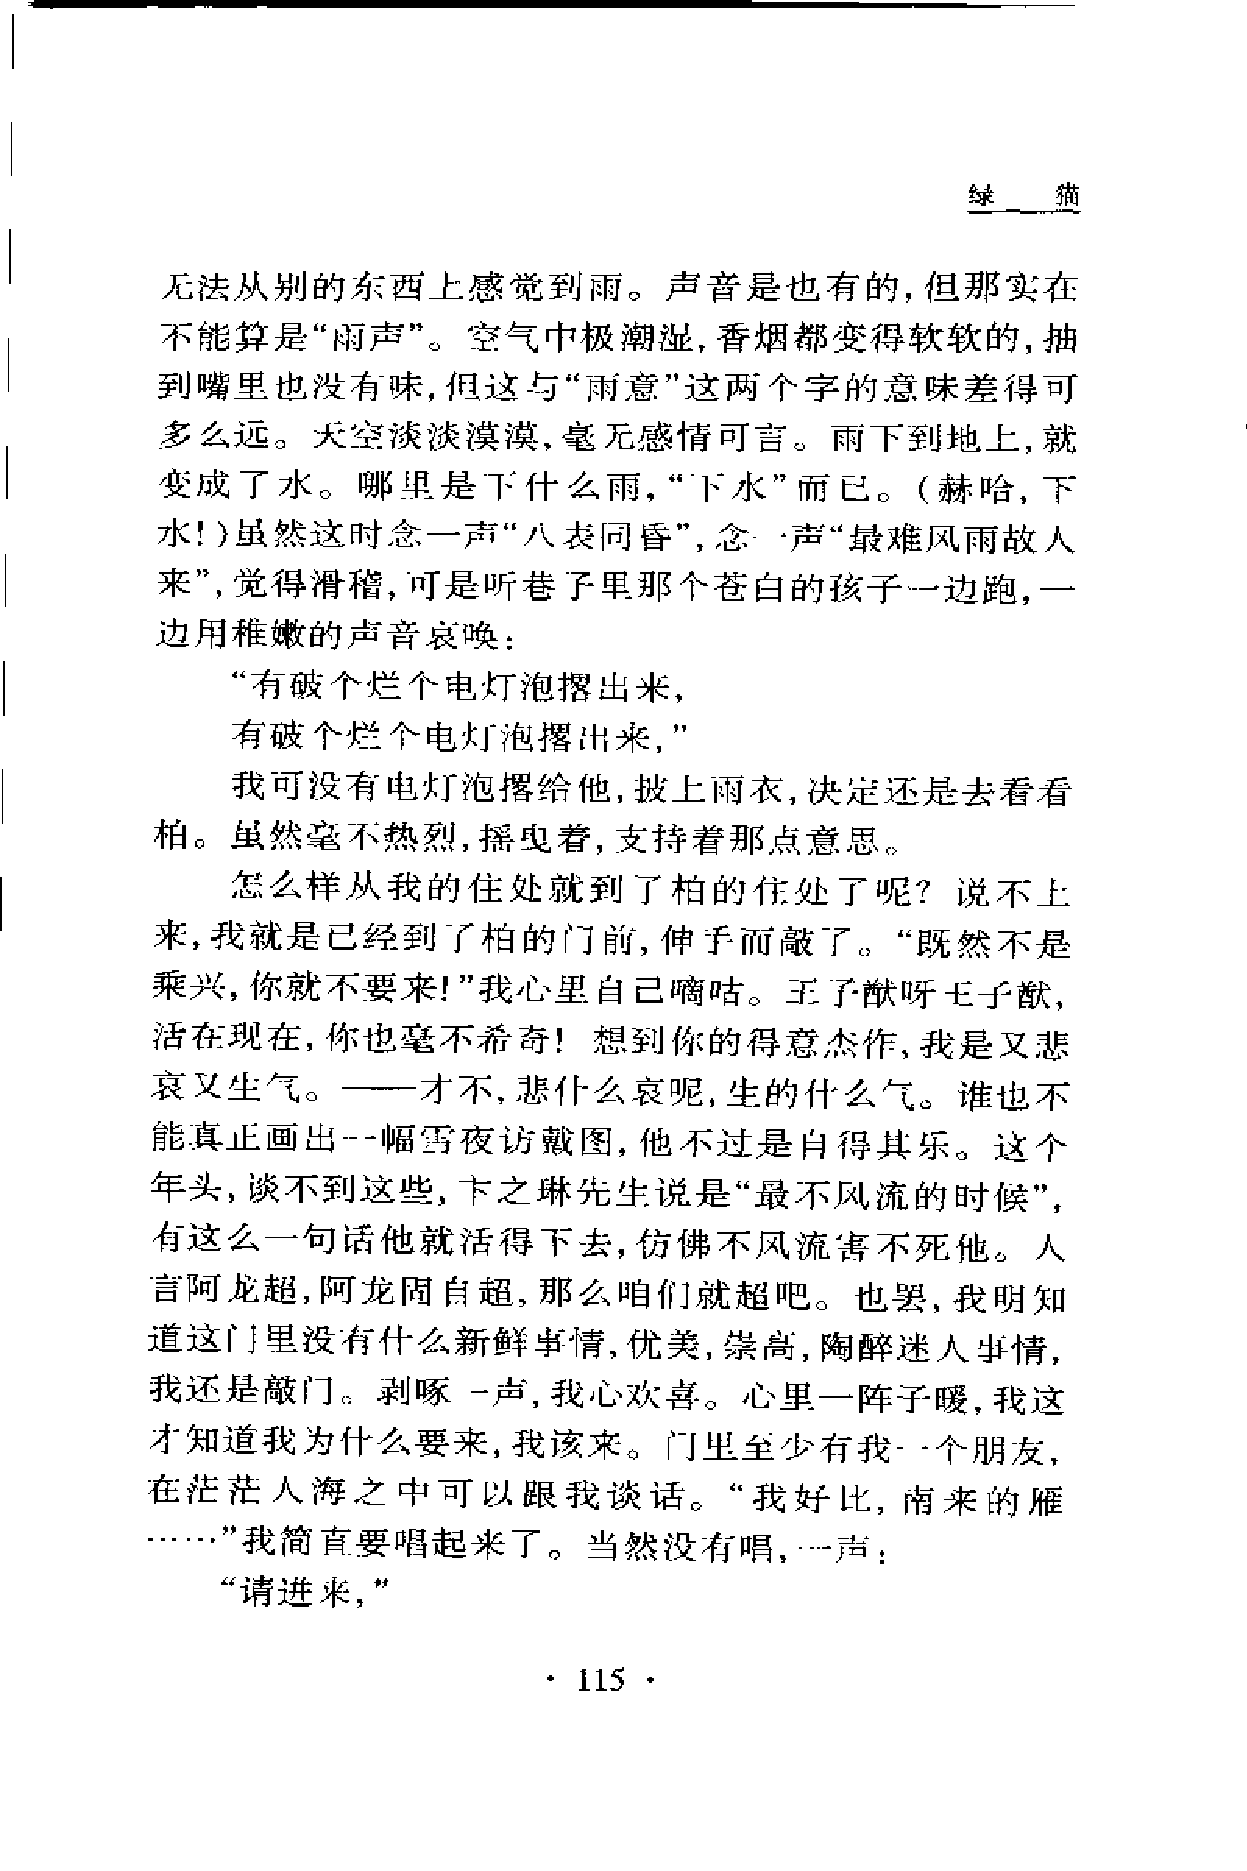 绿 猫
无法从别的东西上感觉到雨。声音是也有的,但那实在
不能算是“雨声”。空气中极潮湿,香烟都变得软软的,抽
到嘴里也没有味,但这与“雨意”这两个字的意味差得可
多么远。天空淡淡漠漠,毫无感情可言。雨下到地上,就
变成了水。哪里是下什么雨,“下水”而已。(赫哈,下
水!)虽然这时念一声“八表同昏”,念一声“最难风雨故人
来”,觉得滑稽,可是听巷子里那个苍白的孩子一边跑,一
边用稚嫩的声音哀唤:
“有破个烂个电灯泡撂出来,
有破个烂个电灯泡撂出来,”
我可没有电灯泡撂给他,披上雨衣,决定还是去看看
柏。虽然毫不热烈,摇曳着,支持着那点意思。
怎么样从我的住处就到了柏的住处了呢?说不上
来,我就是已经到了柏的门前,伸手而敲了。“既然不是
乘兴,你就不要来!”我心里自己嘀咕。王子猷呀王子猷,
活在现在,你也毫不希奇!想到你的得意杰作,我是又悲
哀又生气。——才不,悲什么哀呢,生的什么气。谁也不
能真正画出一幅雪夜访戴图,他不过是自得其乐。这个
年头,谈不到这些,卞之琳先生说是“最不风流的时候”,
有这么一句话他就活得下去,仿佛不风流害不死他。人
言阿龙超,阿龙固自超,那么咱们就超吧。也罢,我明知
道这门里没有什么新鲜事情,优美,崇高,陶醉迷人事情,
我还是敲门。剥啄一声,我心欢喜。心里一阵子暖,我这
才知道我为什么要来,我该来。门里至少有我一个朋友,
在茫茫人海之中可以跟我谈话。“我好比,南来的雁
……”我简直要唱起来了。当然没有唱,一声:
“请进来,”
· 115 ·